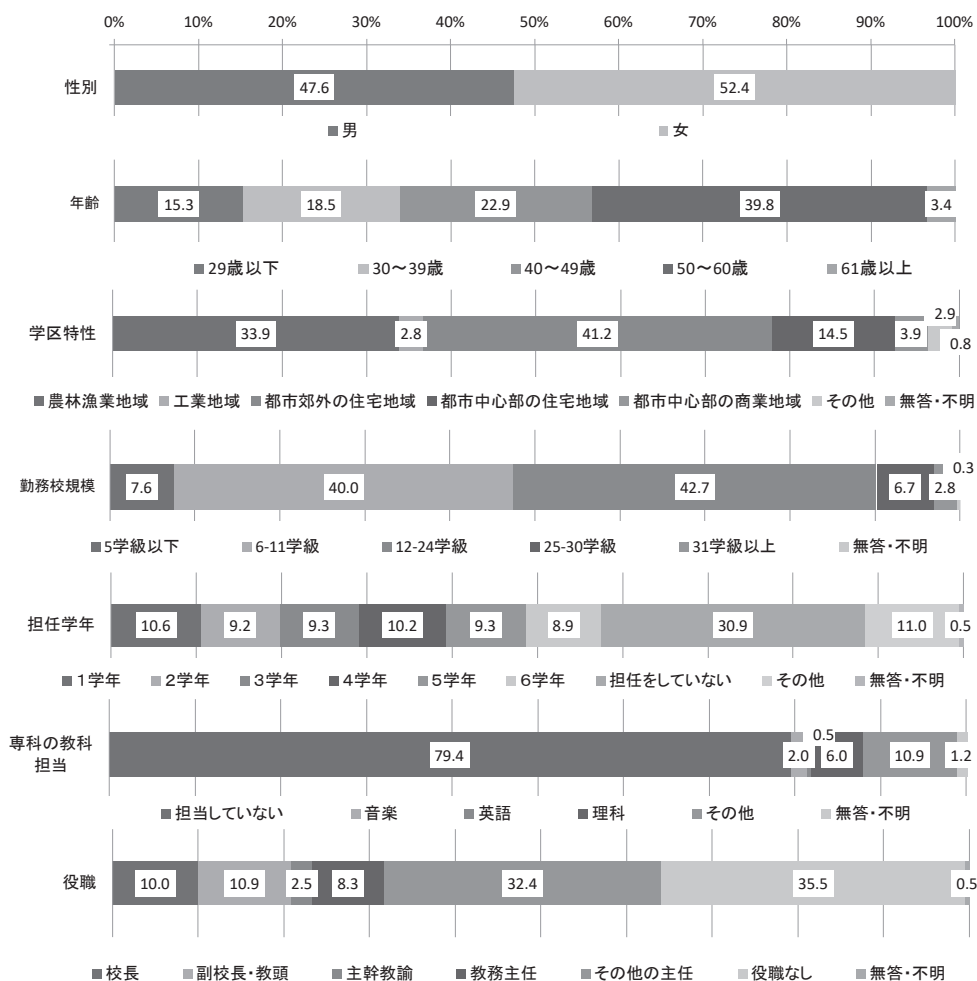 0% 10% 20% 30% 40% 50% 60% 70% 80% 90% 100%
性別 47.6 52.4
■男 ■女
年齢 15.3 18.5 22.9 39.8 3.4
■29歳以下 ■30～39歳 ■40～49歳 ■50～60歳 ■61歳以上
学区特性 33.9 2.8 41.2 14.5 3.9 2.9 0.8
■農林漁業地域 ■工業地域 ■都市郊外の住宅地域 ■都市中心部の住宅地域 ■都市中心部の商業地域 ■その他 ■無答・不明
勤務校規模 7.6 40.0 42.7 6.7 2.8 0.3
■5学級以下 ■6-11学級 ■12-24学級 ■25-30学級 ■31学級以上 ■無答・不明
担任学年 10.6 9.2 9.3 10.2 9.3 8.9 30.9 11.0 0.5
■１学年 ■２学年 ■３学年 ■４学年 ■５学年 ■６学年 ■担任をしていない ■その他 ■無答・不明
専科の教科
担当 79.4 2.0 0.5 6.0 10.9 1.2
■担当していない ■音楽 ■英語 ■理科 ■その他 ■無答・不明
役職 10.0 10.9 2.5 8.3 32.4 35.5 0.5
■校長 ■副校長・教頭 ■主幹教諭 ■教務主任 ■その他の主任 ■役職なし ■無答・不明